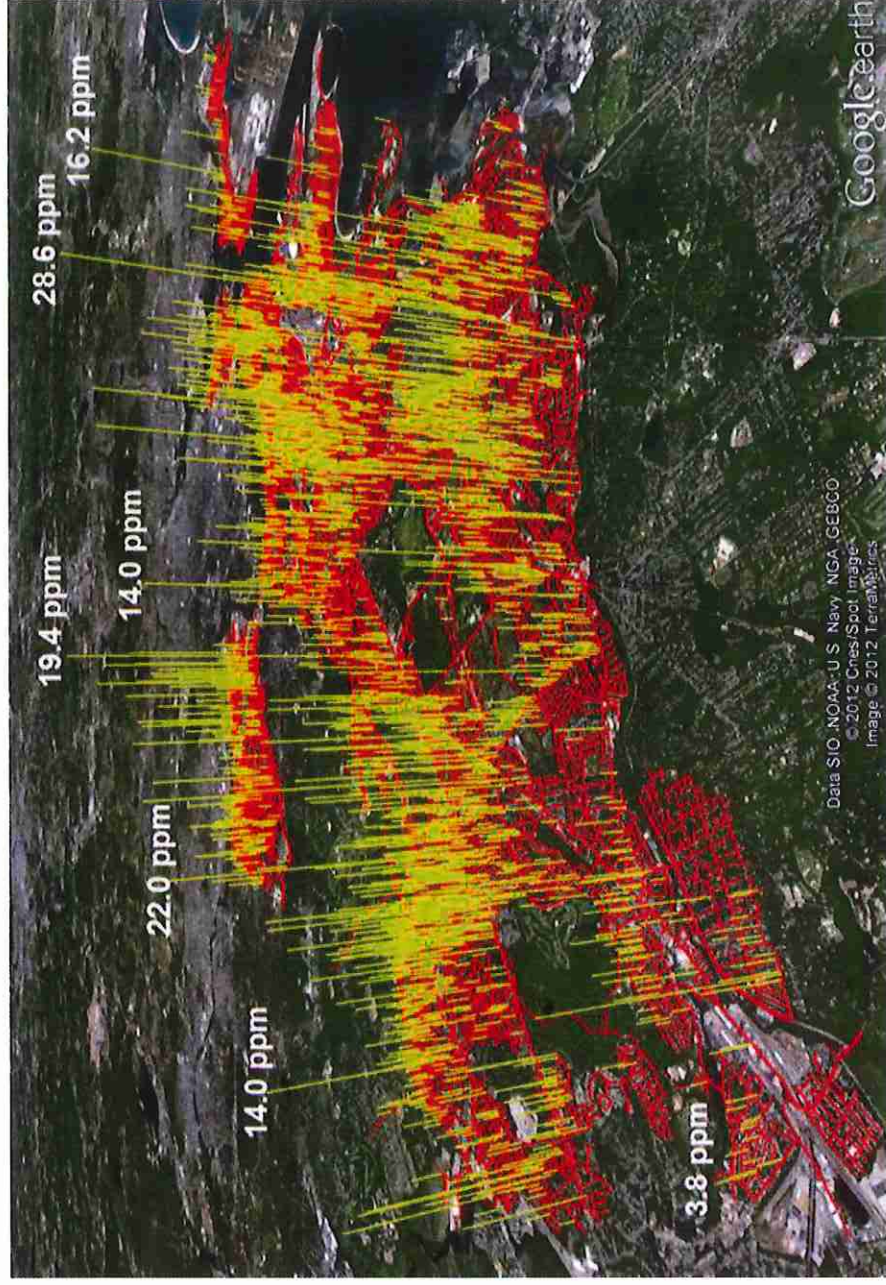 3.8 ppm
14.0 ppm
22.0 ppm
19.4 ppm
14.0 ppm
28.6 ppm
16.2 ppm
Data SIO, NOAA, U.S. Navy, NGA, GEBCO
© 2012 Cnes/Spot Image
Image © 2012 TerraMetrics
Google earth